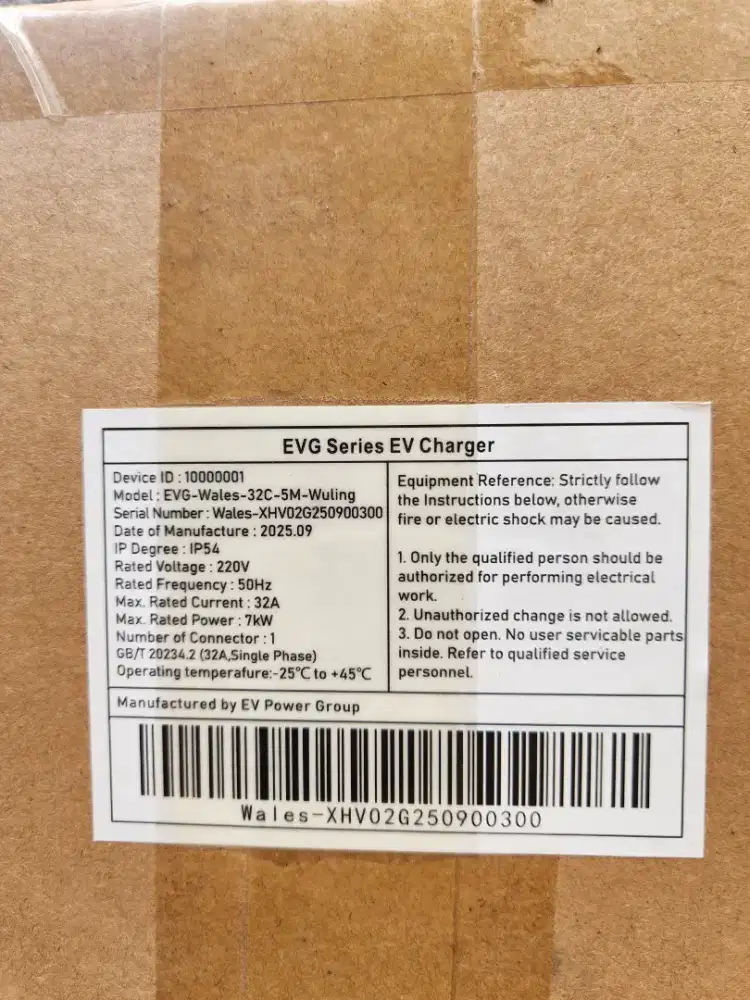 EVG Series EV Charger
Device ID : 10000001
Model : EVG-Wales-32C-5M-Wuling
Serial Number : Wales-XHV02G250900300
Date of Manufacture : 2025.09
IP Degree : IP54
Rated Voltage : 220V
Rated Frequency : 50Hz
Max. Rated Current : 32A
Max. Rated Power : 7kW
Number of Connector : 1
GB/T 20234.2 (32A,Single Phase)
Operating temperafure:-25℃ to +45℃
Equipment Reference: Strictly follow
the Instructions below, otherwise
fire or electric shock may be caused.
1. Only the qualified person should be
authorized for performing electrical
work.
2. Unauthorized change is not allowed.
3. Do not open. No user servicable parts
inside. Refer to qualified service
personnel.
Manufactured by EV Power Group
Wales-XHV02G250900300